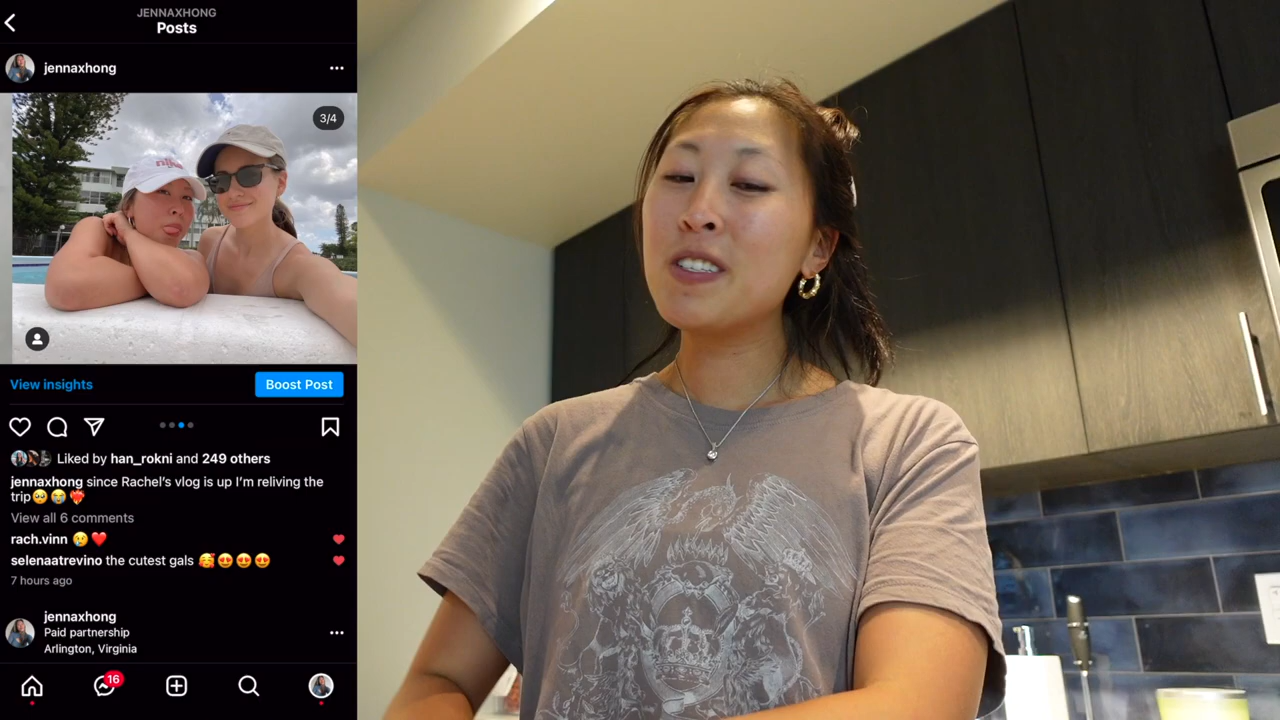 JENNAXHONG
Posts
jennaxhong
3/4
View insights
Boost Post
Liked by han_rokni and 249 others
jennaxhong since Rachel's vlog is up I'm reliving the
trip🥹😭❤️‍🔥
View all 6 comments
rach.vinn 😢❤️
selenaatrevino the cutest gals 🥰😍😍😍
7 hours ago
jennaxhong
Paid partnership
Arlington, Virginia
16